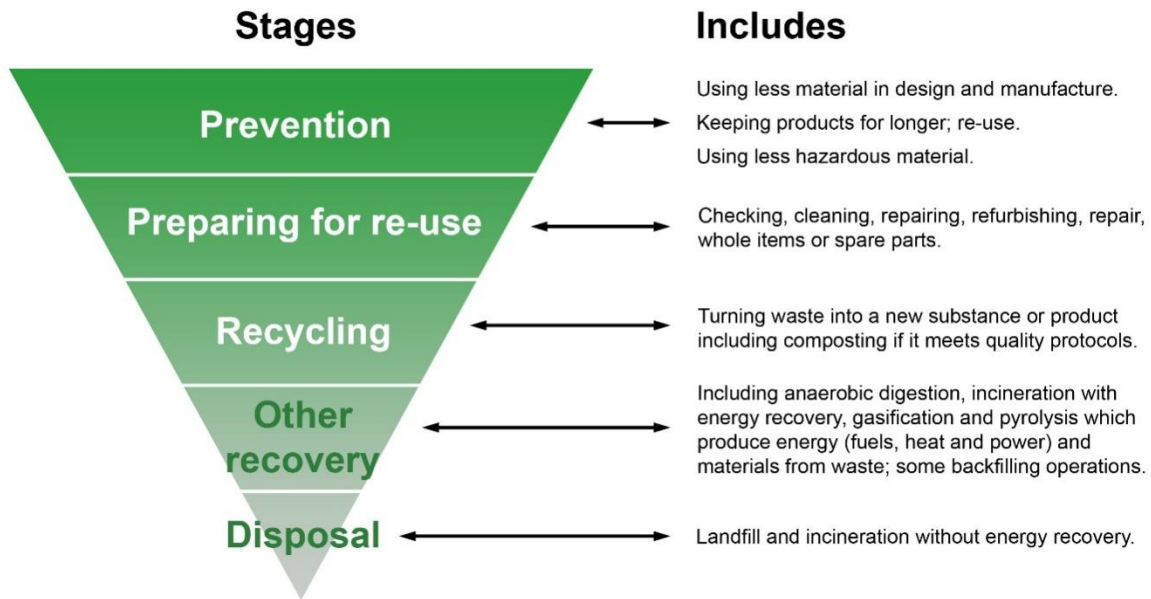 Stages
Includes
Prevention
Using less material in design and manufacture.
Keeping products for longer; re-use.
Using less hazardous material.
Preparing for re-use
Checking, cleaning, repairing, refurbishing, repair,
whole items or spare parts.
Recycling
Turning waste into a new substance or product
including composting if it meets quality protocols.
Other
recovery
Including anaerobic digestion, incineration with
energy recovery, gasification and pyrolysis which
produce energy (fuels, heat and power) and
materials from waste; some backfilling operations.
Disposal
Landfill and incineration without energy recovery.